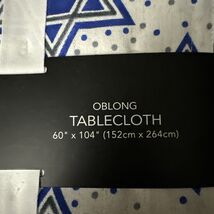 OBLONG
TABLECLOTH
60" x 104" (152cm x 264cm)